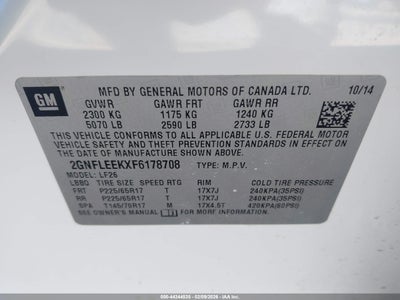 GM
MFD BY GENERAL MOTORS OF CANADA LTD. 10/14
GVWR GAWR FRT GAWR RR
2300 KG 1175 KG 1240 KG
5070 LB 2590 LB 2733 LB
THIS VEHICLE CONFORMS TO ALL APPLICABLE U.S. FEDERAL MOTOR
VEHICLE SAFETY AND THEFT PREVENTION STANDARDS IN EFFECT ON
THE DATE OF MANUFACTURE SHOWN ABOVE.
2GNFLEEKXF6178708 TYPE: M.P.V.
MODEL: LF26
LBBQ TIRE SIZE SPEED RTG RIM COLD TIRE PRESSURE
FRT P225/65R17 T 17X7J 240KPA(35PSI)
RR P225/65R17 T 17X7J 240KPA(35PSI)
SPA T145/70R17 M 17X4.5T 420KPA(60PSI)
SEE OWNER'S MANUAL FOR MORE INFORMATION